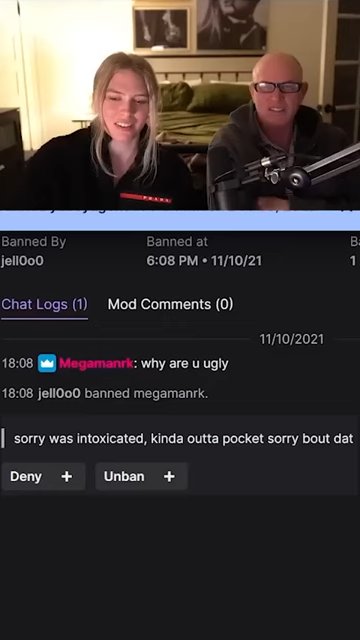 PRADA
Banned By Banned at
jell0o0 6:08 PM • 11/10/21 1
Chat Logs (1) Mod Comments (0)
11/10/2021
18:08 Megamanrk: why are u ugly
18:08 jell0o0 banned megamanrk.
sorry was intoxicated, kinda outta pocket sorry bout dat
Deny + Unban +